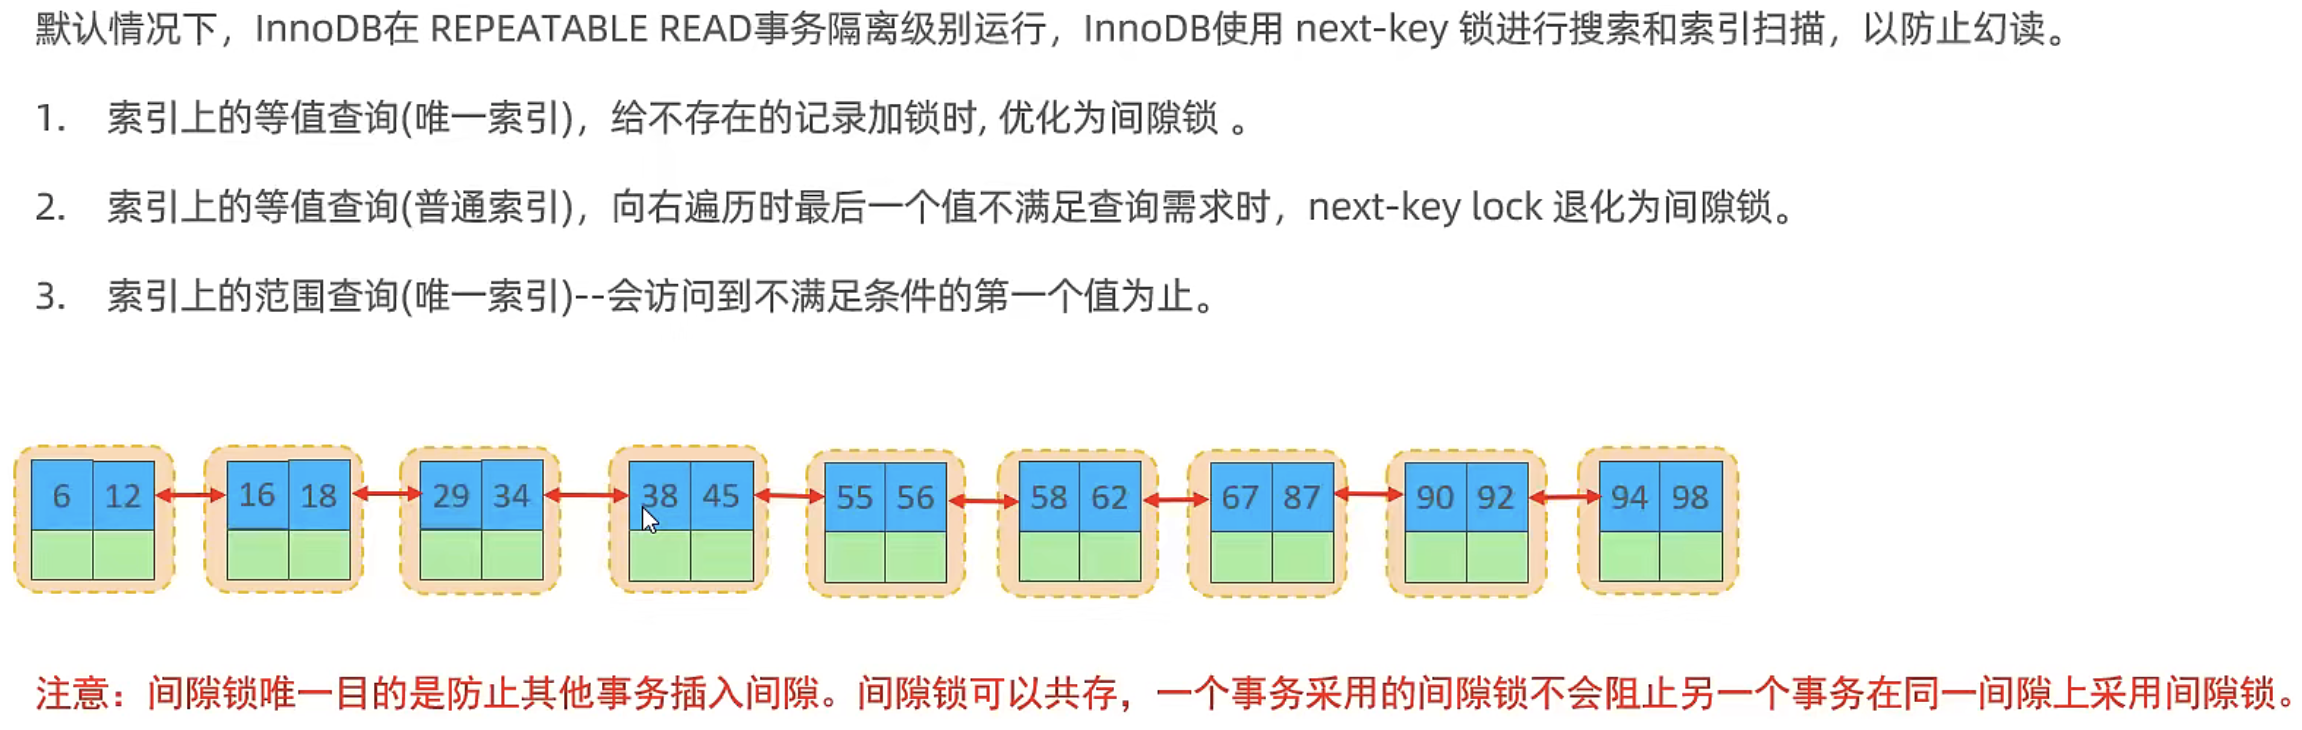 默认情况下，InnoDB在 REPEATABLE READ事务隔离级别运行，InnoDB使用 next-key 锁进行搜索和索引扫描，以防止幻读。
1. 索引上的等值查询(唯一索引)，给不存在的记录加锁时, 优化为间隙锁 。
2. 索引上的等值查询(普通索引)，向右遍历时最后一个值不满足查询需求时，next-key lock 退化为间隙锁。
3. 索引上的范围查询(唯一索引)--会访问到不满足条件的第一个值为止。
6 12 16 18 29 34 38 45 55 56 58 62 67 87 90 92 94 98
注意：间隙锁唯一目的是防止其他事务插入间隙。间隙锁可以共存，一个事务采用的间隙锁不会阻止另一个事务在同一间隙上采用间隙锁。